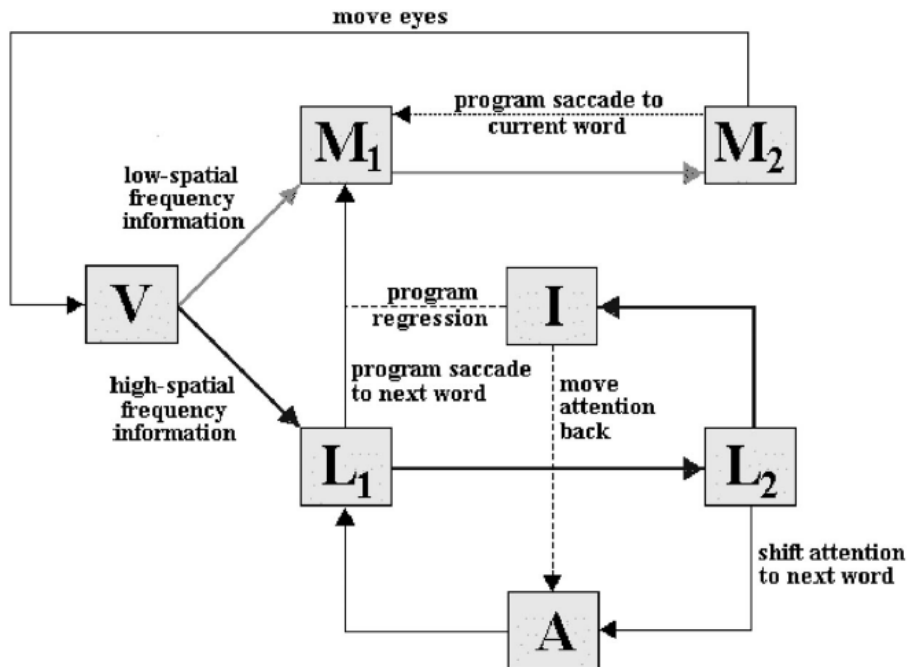 move eyes
program saccade to
current word
M1
M2
low-spatial
frequency
information
V
program
regression
I
program saccade
to next word
move
attention
back
high-spatial
frequency
information
L1
L2
shift attention
to next word
A